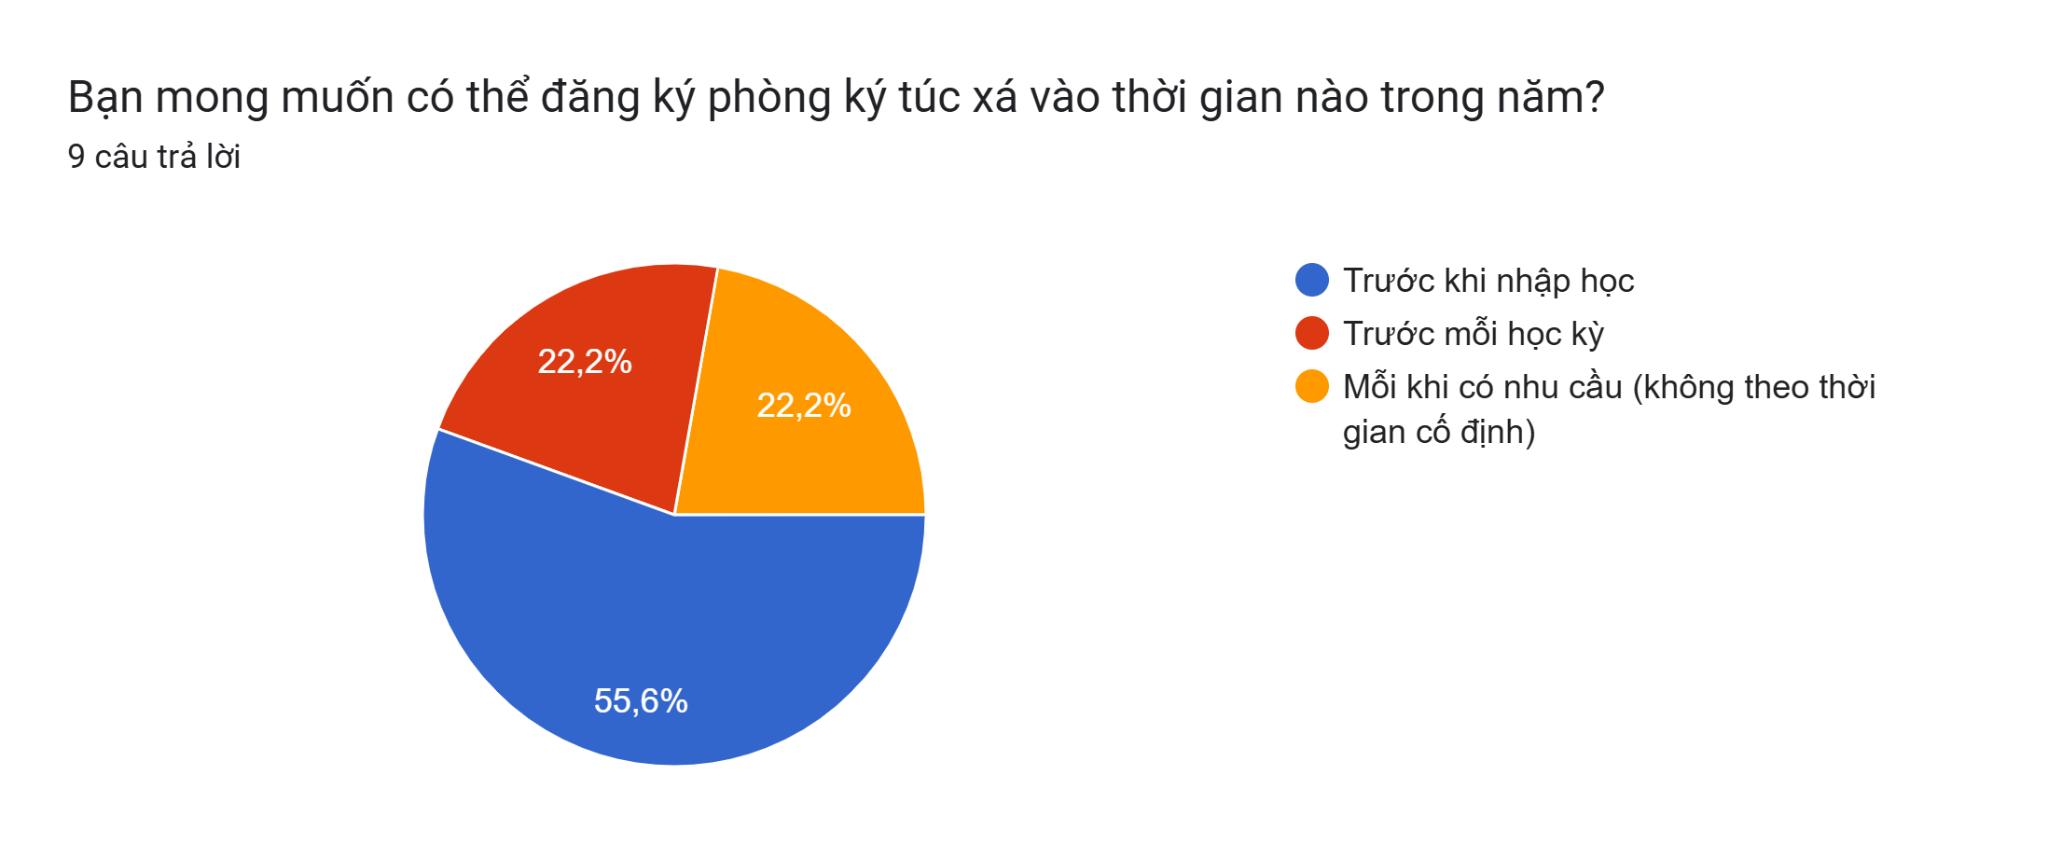 Bạn mong muốn có thể đăng ký phòng ký túc xá vào thời gian nào trong năm?
9 câu trả lời
Trước khi nhập học
Trước mỗi học kỳ
Mỗi khi có nhu cầu (không theo thời
gian cố định)
22,2%
22,2%
55,6%